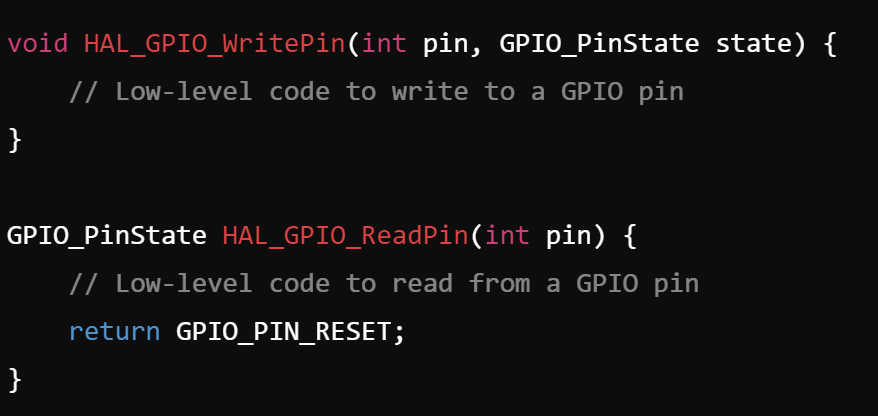 void HAL_GPIO_WritePin(int pin, GPIO_PinState state) {
    // Low-level code to write to a GPIO pin
}

GPIO_PinState HAL_GPIO_ReadPin(int pin) {
    // Low-level code to read from a GPIO pin
    return GPIO_PIN_RESET;
}